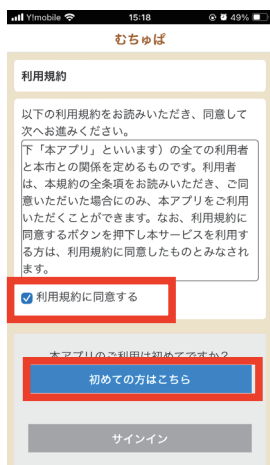 Y!mobile 15:18 49%
むちゅぱ
利用規約
以下の利用規約をお読みいただき、同意して
次へお進みください。
下「本アプリ」といいます）の全ての利用者
と本市との関係を定めるものです。利用者
は、本規約の全条項をお読みいただき、ご同
意いただいた場合にのみ、本アプリをご利用
いただくことができます。なお、利用規約に
同意するボタンを押下し本サービスを利用す
る方は、利用規約に同意したものとみなされ
ます。
利用規約に同意する
本アプリのご利用は初めてですか？
初めての方はこちら
サインイン